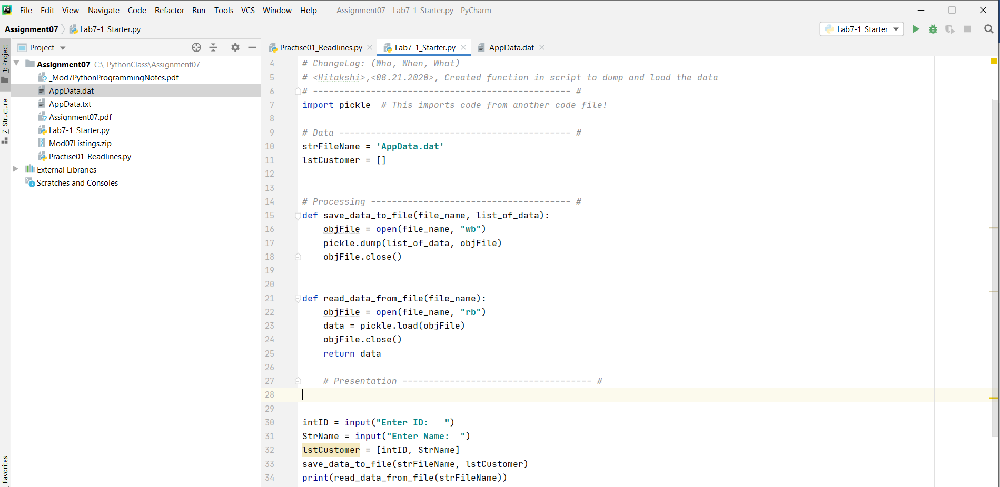 File Edit View Navigate Code Refactor Run Tools VCS Window Help Assignment07 - Lab7-1_Starter.py - PyCharm
Assignment07 Lab7-1_Starter.py Lab7-1_Starter
1: Project
7: Structure
Favorites
Project
Assignment07 C:\_PythonClass\Assignment07
_Mod7PythonProgrammingNotes.pdf
AppData.dat
AppData.txt
Assignment07.pdf
Lab7-1_Starter.py
Mod07Listings.zip
Practise01_Readlines.py
External Libraries
Scratches and Consoles
Practise01_Readlines.py Lab7-1_Starter.py AppData.dat
4 # ChangeLog: (Who, When, What)
5 # <Hitakshi>,<08.21.2020>, Created function in script to dump and load the data
6 # ------------------------------------------------- #
7 import pickle  # This imports code from another code file!
8
9 # Data -------------------------------------------- #
10 strFileName = 'AppData.dat'
11 lstCustomer = []
12
13
14 # Processing -------------------------------------- #
15 def save_data_to_file(file_name, list_of_data):
16     objFile = open(file_name, "wb")
17     pickle.dump(list_of_data, objFile)
18     objFile.close()
19
20
21 def read_data_from_file(file_name):
22     objFile = open(file_name, "rb")
23     data = pickle.load(objFile)
24     objFile.close()
25     return data
26
27     # Presentation ------------------------------------ #
28
29
30 intID = input("Enter ID:   ")
31 StrName = input("Enter Name:  ")
32 lstCustomer = [intID, StrName]
33 save_data_to_file(strFileName, lstCustomer)
34 print(read_data_from_file(strFileName))